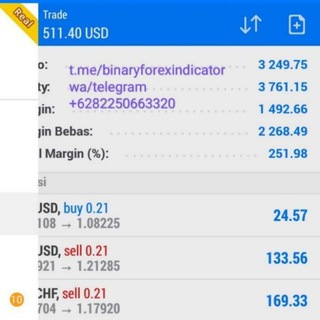 Real
Trade
511.40 USD
o: 3 249.75
t.me/binaryforexindicator
ty: 3 761.15
wa/telegram
gin: 1 492.66
+6282250663320
gin Bebas: 2 268.49
l Margin (%): 251.98
si
USD, buy 0.21
108 → 1.08225 24.57
USD, sell 0.21
921 → 1.21285 133.56
CHF, sell 0.21
704 → 1.17920 169.33
10